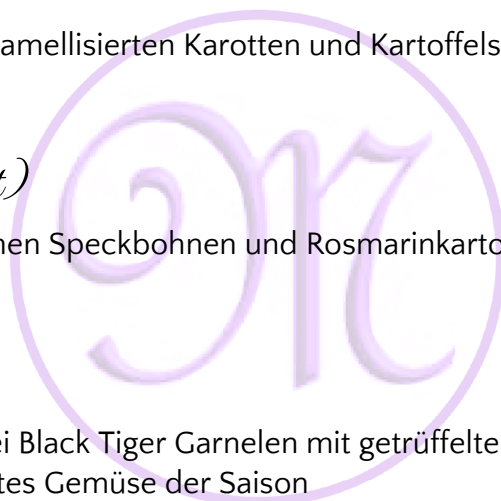 amellisierten Karotten und Kartoffels
t)
nen Speckbohnen und Rosmarinkarto
M
ei Black Tiger Garnelen mit getrüffelte
tes Gemüse der Saison